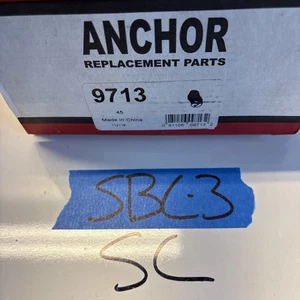 ANCHOR
REPLACEMENT PARTS
9713
45
Made in China
SBC-3
SC